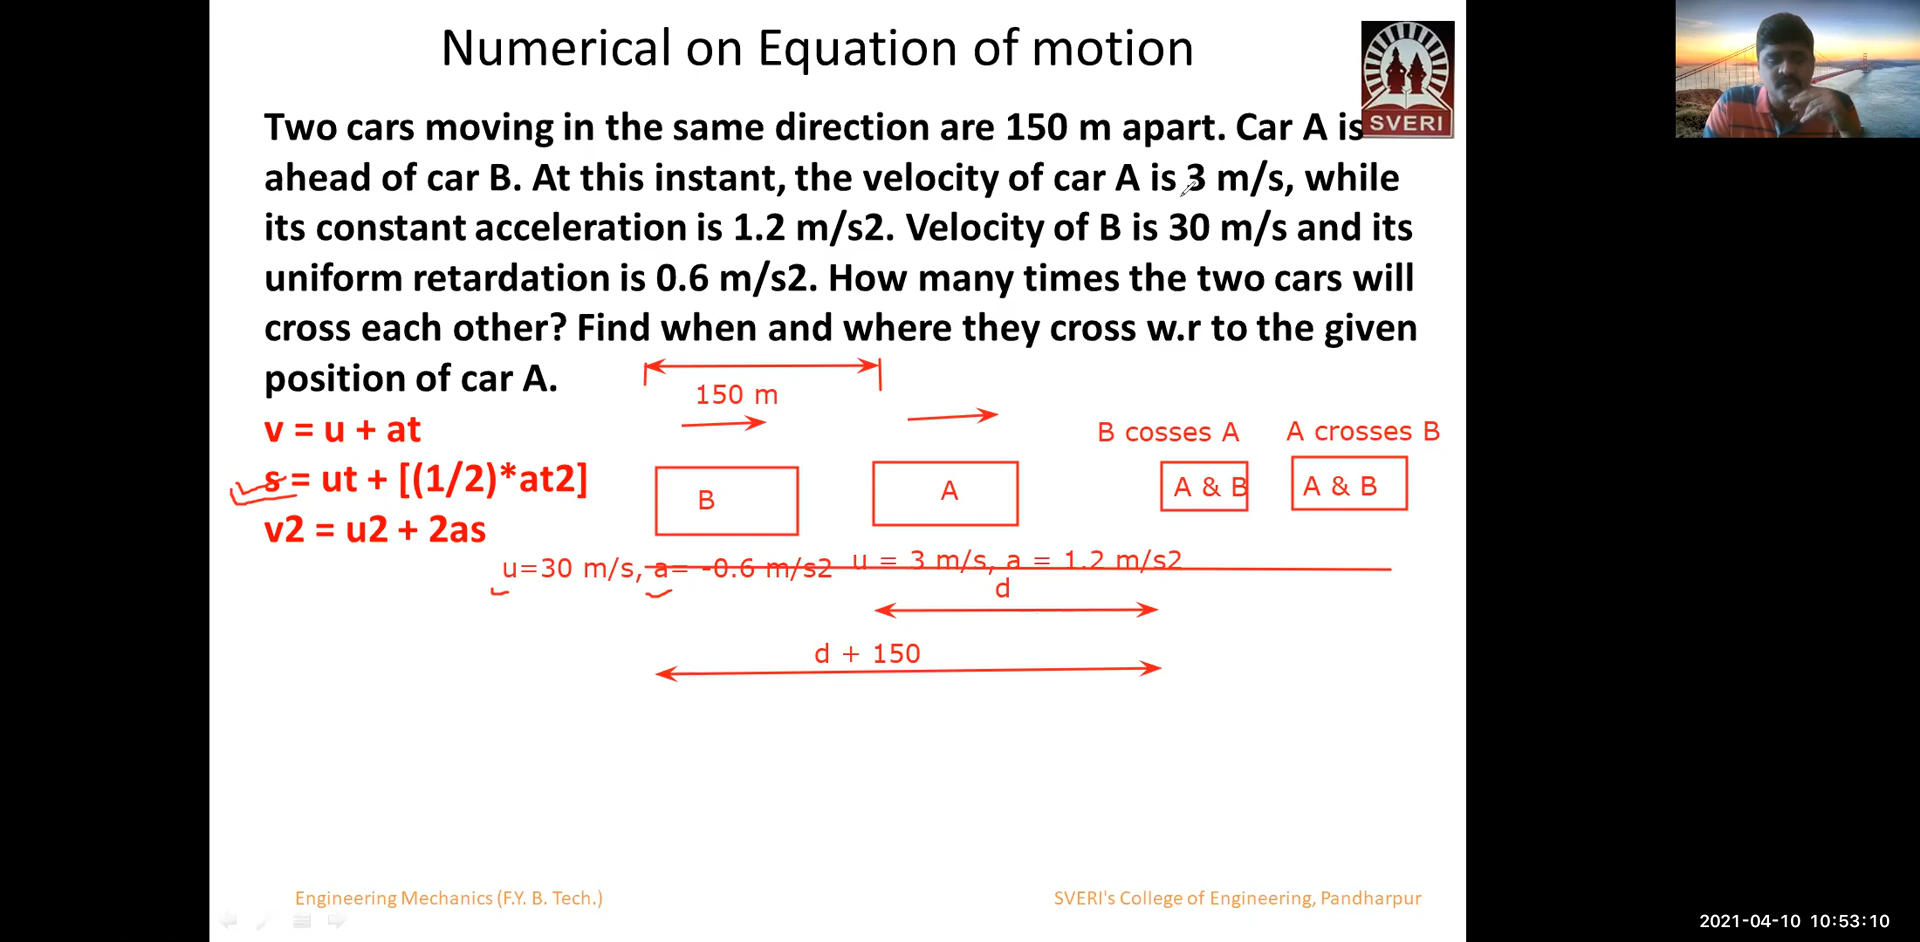 Numerical on Equation of motion
SVERI
Two cars moving in the same direction are 150 m apart. Car A is
ahead of car B. At this instant, the velocity of car A is 3 m/s, while
its constant acceleration is 1.2 m/s2. Velocity of B is 30 m/s and its
uniform retardation is 0.6 m/s2. How many times the two cars will
cross each other? Find when and where they cross w.r to the given
position of car A.
150 m
v = u + at
s = ut + [(1/2)*at2]
v2 = u2 + 2as
B cosses A
A crosses B
B
A
A & B
A & B
u=30 m/s, a= -0.6 m/s2
u = 3 m/s, a = 1.2 m/s2
d
d + 150
Engineering Mechanics (F.Y. B. Tech.)
SVERI's College of Engineering, Pandharpur
2021-04-10 10:53:10